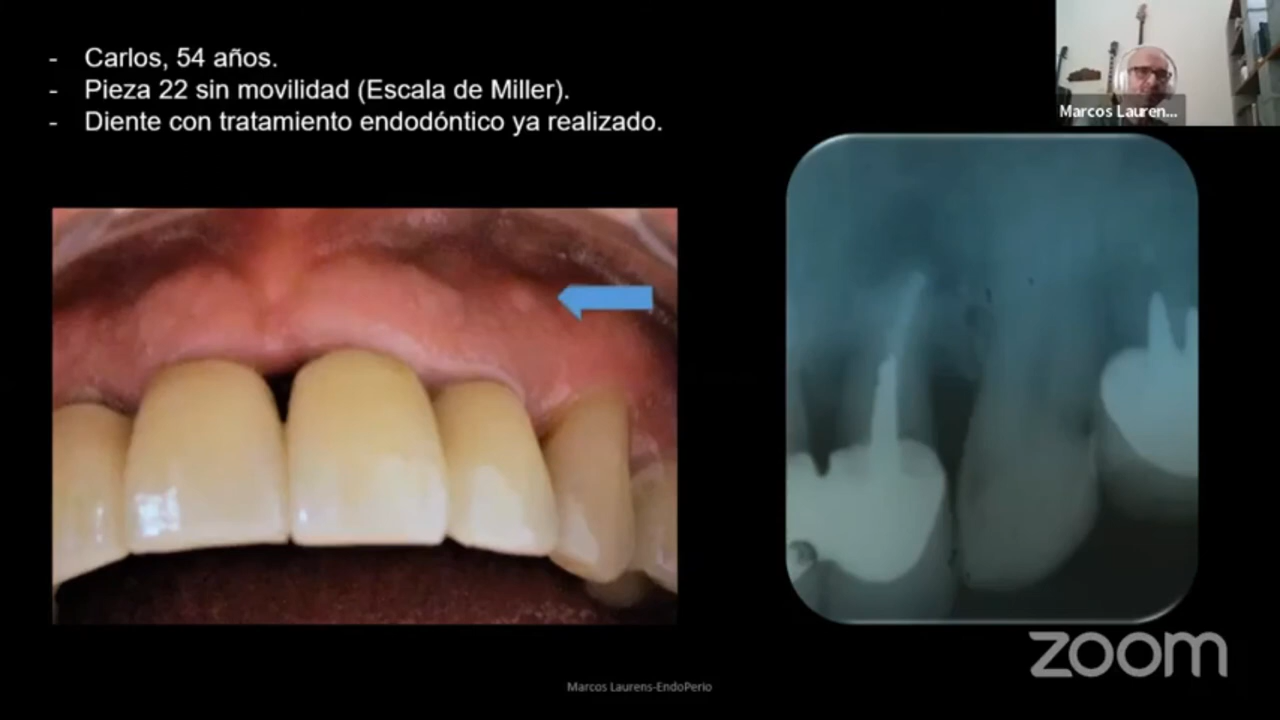 - Carlos, 54 años.
- Pieza 22 sin movilidad (Escala de Miller).
- Diente con tratamiento endodóntico ya realizado.
Marcos Lauren...
zoom
Marcos Laurens-EndoPerio